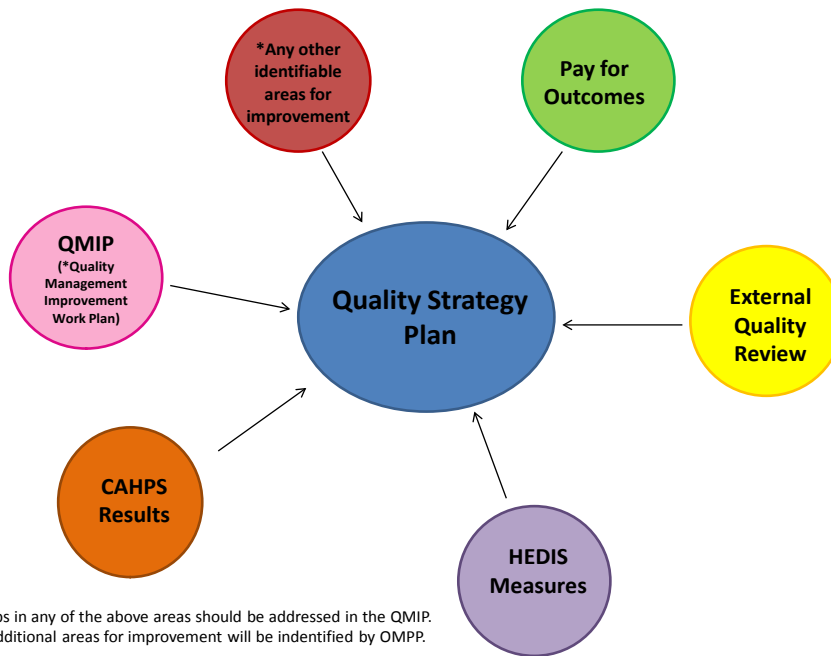 *Any other
identifiable
areas for
improvement
Pay for
Outcomes
QMIP
(*Quality
Management
Improvement
Work Plan)
Quality Strategy
Plan
External
Quality
Review
CAHPS
Results
HEDIS
Measures
in any of the above areas should be addressed in the QMIP.
areas for improvement will be indentified by OMPP.